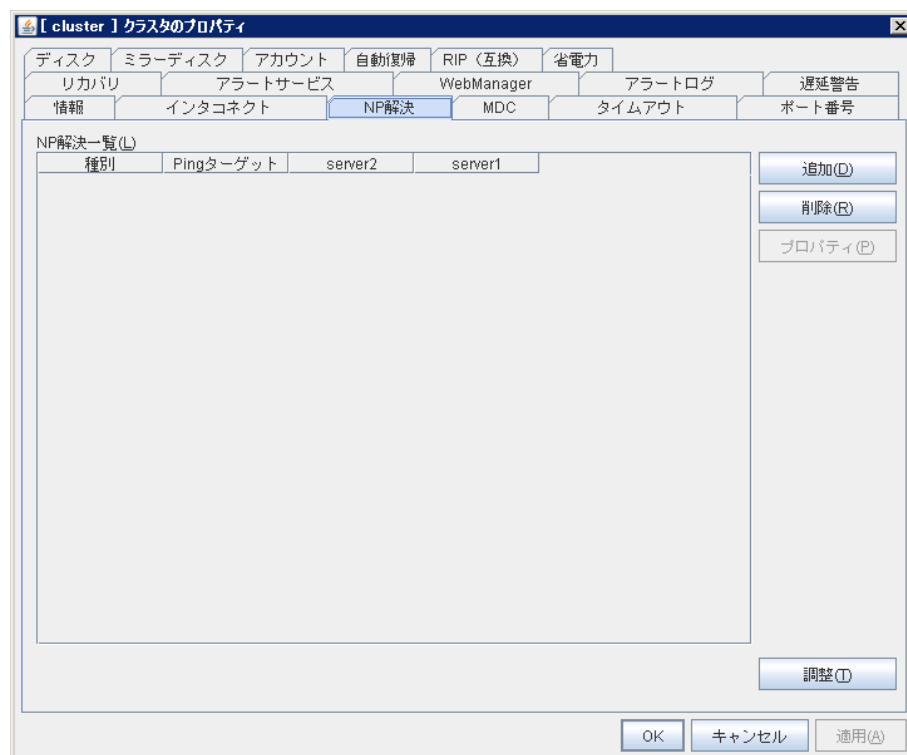 [ cluster ] クラスタのプロパティ
ディスク ミラーディスク アカウント 自動復帰 RIP（互換） 省電力
リカバリ アラートサービス WebManager アラートログ 遅延警告
情報 インタコネクト NP解決 MDC タイムアウト ポート番号
NP解決一覧(L)
種別 Pingターゲット server2 server1
追加(D)
削除(R)
プロパティ(P)
調整(T)
OK キャンセル 適用(A)